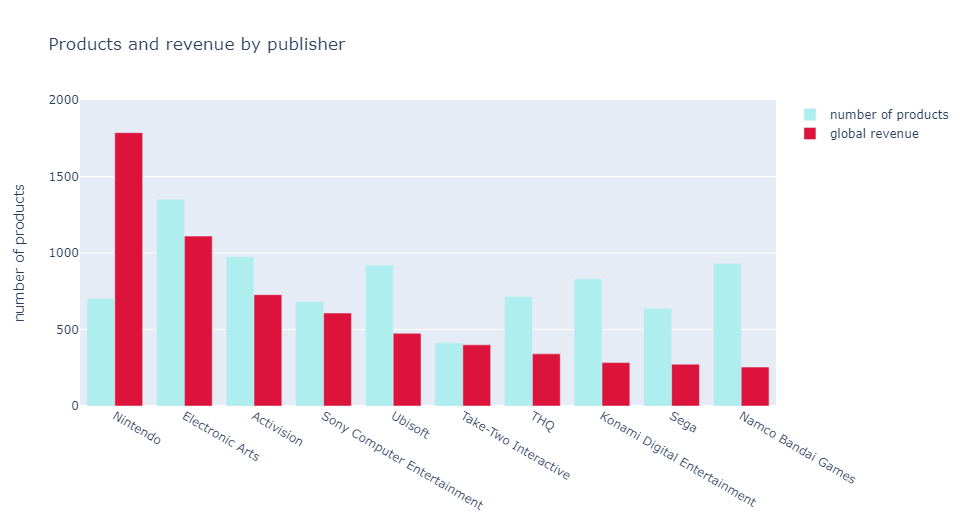 Products and revenue by publisher
number of products
global revenue
2000
1500
1000
500
0
number of products
Nintendo
Electronic Arts
Activision
Sony Computer Entertainment
Ubisoft
Take-Two Interactive
THQ
Konami Digital Entertainment
Sega
Namco Bandai Games